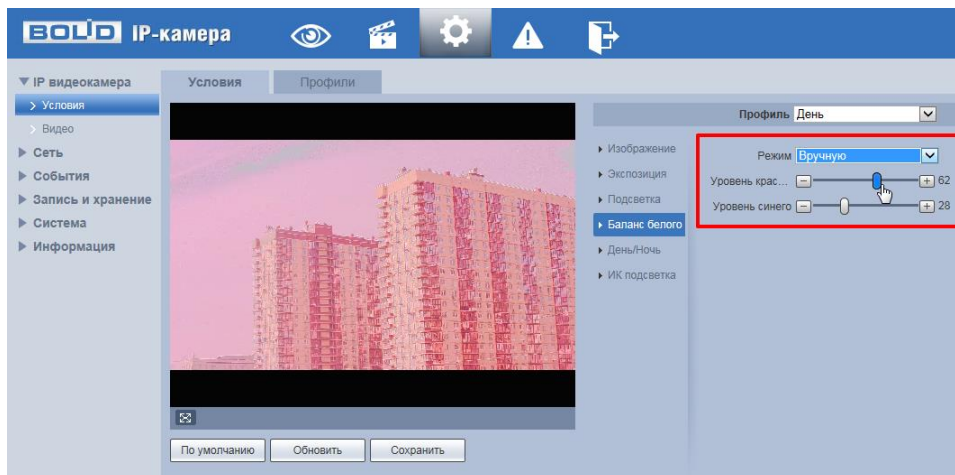 BOLID IP-камера
IP видеокамера
Условия
Видео
Сеть
События
Запись и хранение
Система
Информация
Условия
Профили
Профиль День
Изображение
Экспозиция
Подсветка
Баланс белого
День/Ночь
ИК подсветка
Режим Вручную
Уровень крас... 62
Уровень синего 28
По умолчанию
Обновить
Сохранить